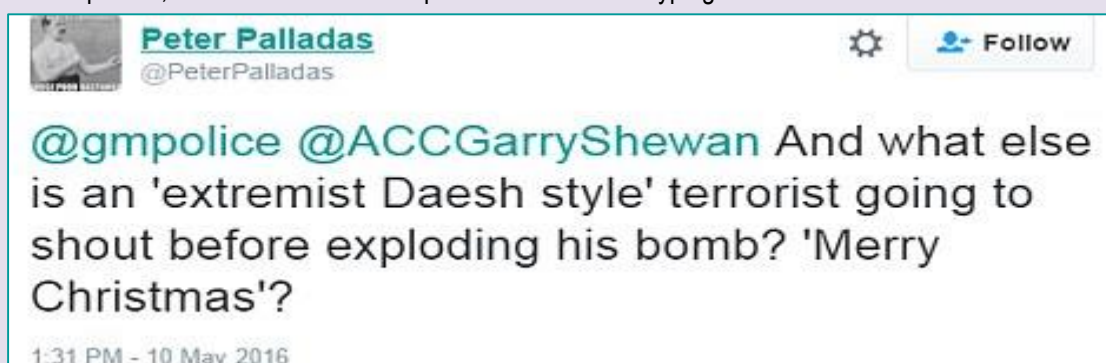 Peter Palladas
@PeterPalladas
Follow
@gmpolice @ACCGarryShewan And what else
is an 'extremist Daesh style' terrorist going to
shout before exploding his bomb? 'Merry
Christmas'?
1:31 PM - 10 May 2016